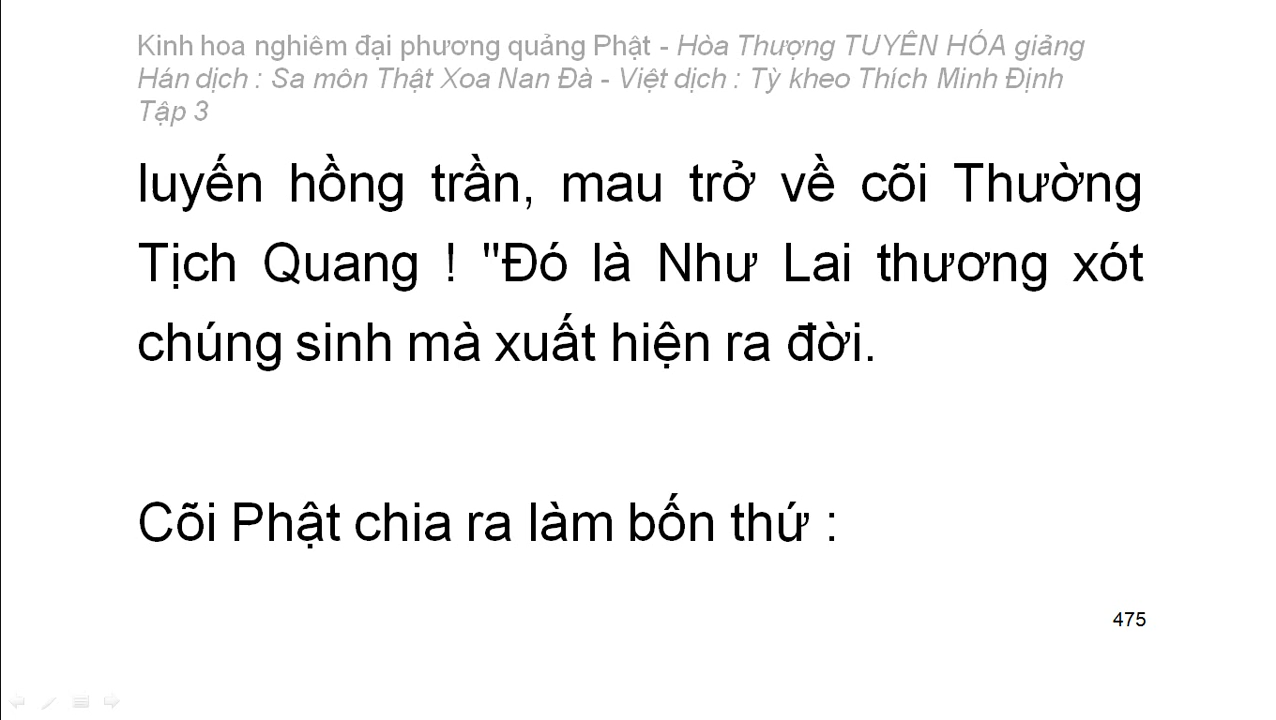 Kinh hoa nghiêm đại phương quảng Phật - Hòa Thượng TUYÊN HÓA giảng
Hán dịch : Sa môn Thật Xoa Nan Đà - Việt dịch : Tỳ kheo Thích Minh Định
Tập 3
luyến hồng trần, mau trở về cõi Thường
Tịch Quang ! "Đó là Như Lai thương xót
chúng sinh mà xuất hiện ra đời.
Cõi Phật chia ra làm bốn thứ :
475